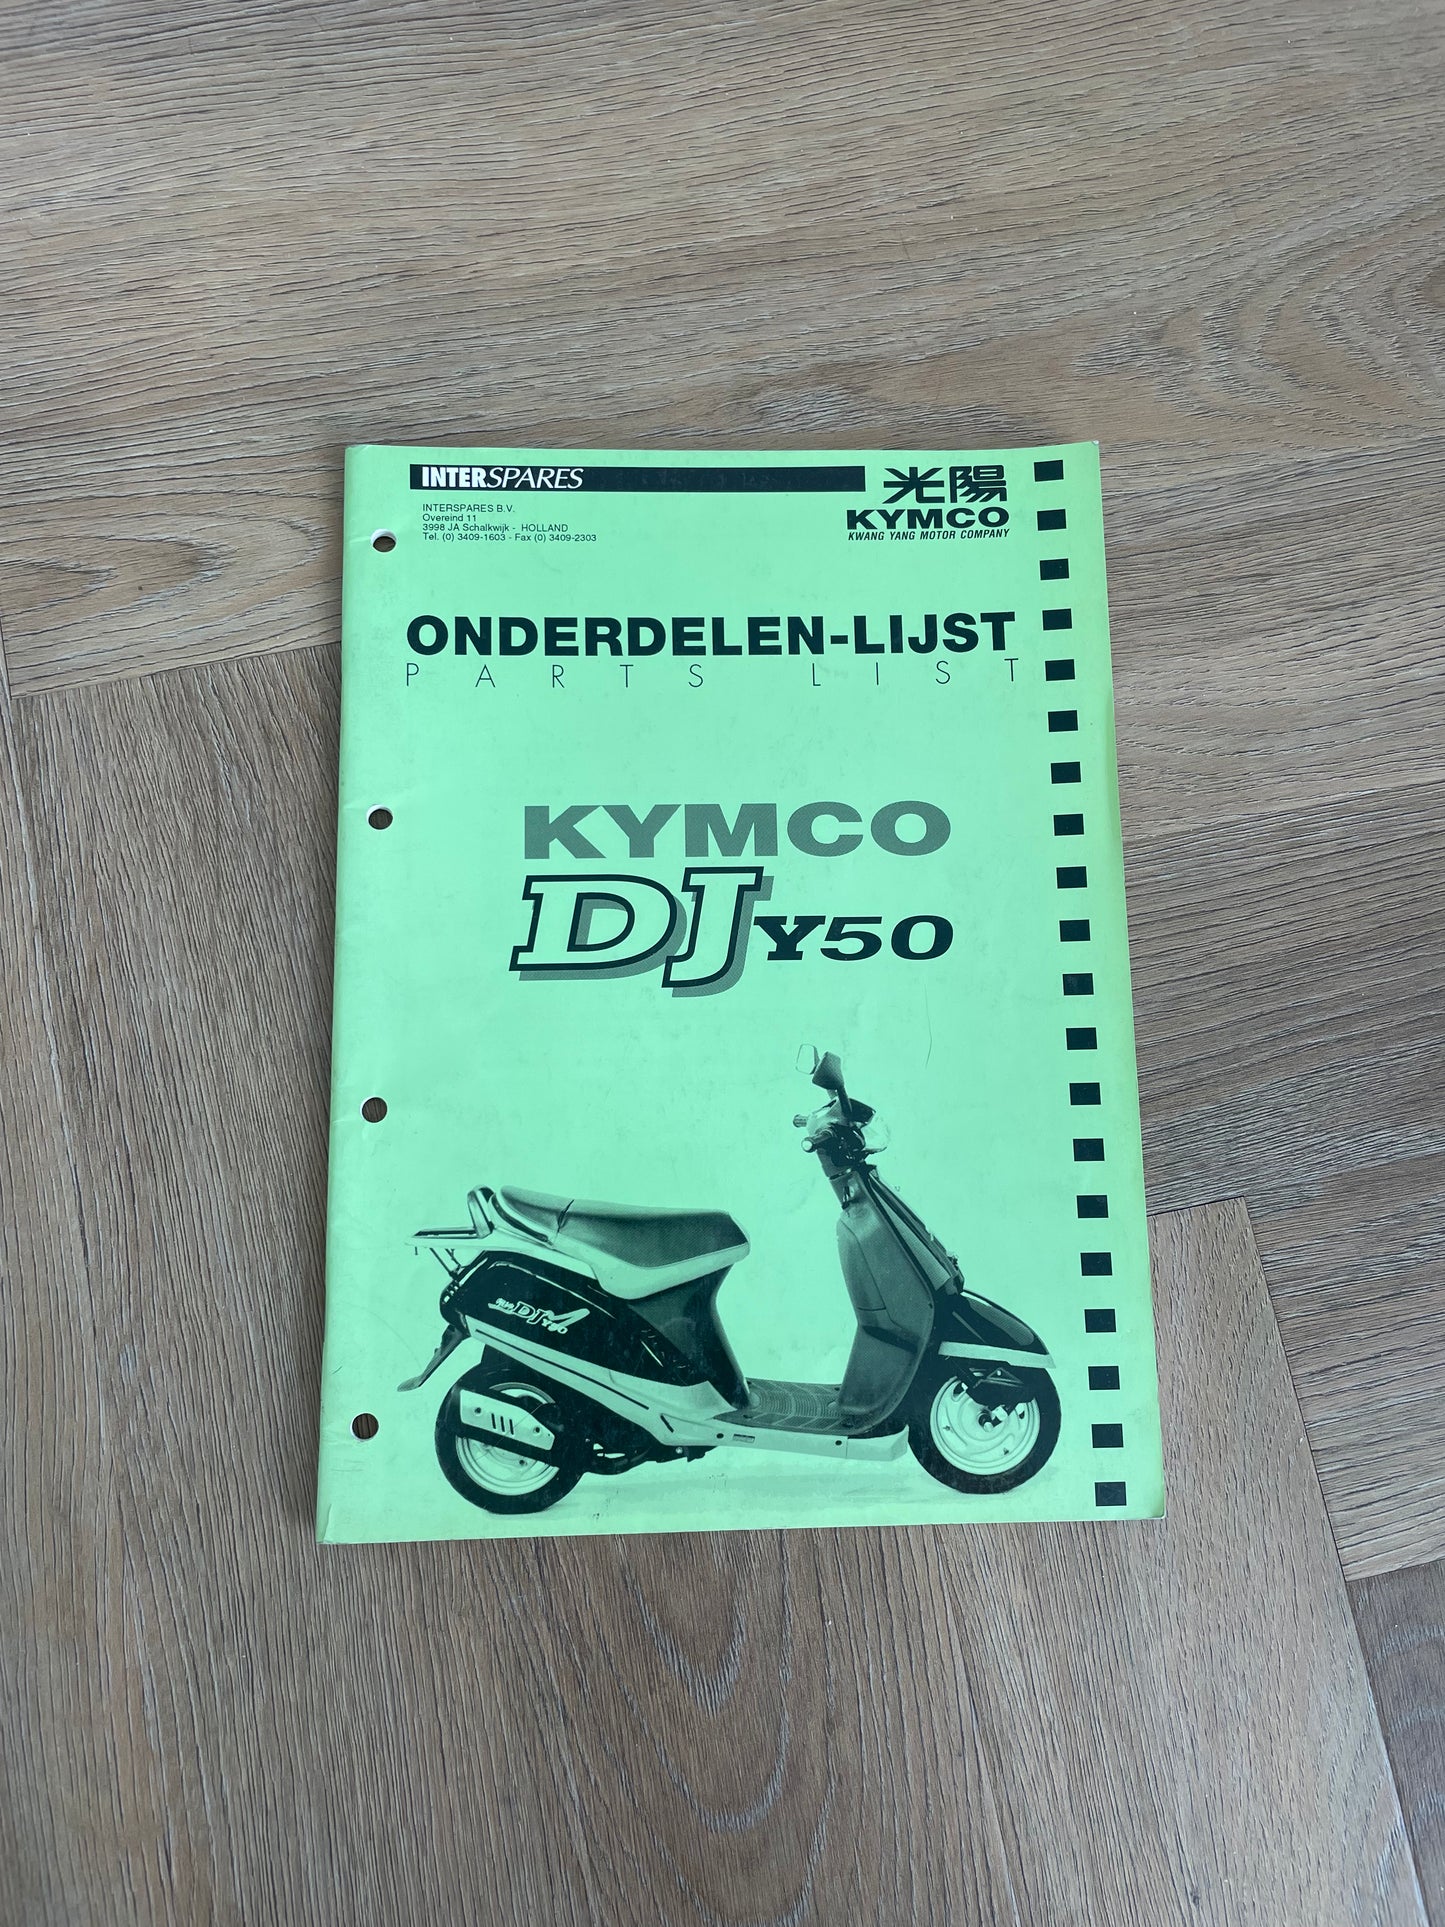 INTERSPARES
INTERSPARES B.V.
Overeind 11
3998 JA Schalkwijk - HOLLAND
Tel. (0) 3409-1603 - Fax (0) 3409-2303
光陽
KYMCO
KWANG YANG MOTOR COMPANY
ONDERDELEN-LIJST
PARTS LIST
KYMCO
DJ Y50
DJ Y50